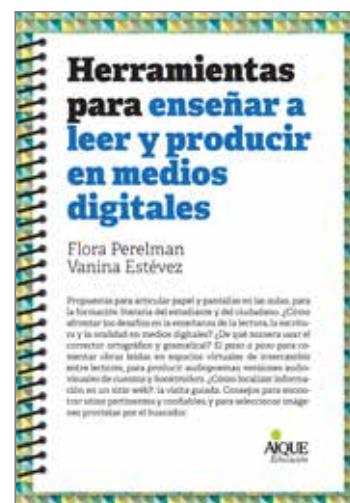 Herramientas
para enseñar a
leer y producir
en medios
digitales
Flora Perelman
Vanina Estévez
Propuestas para articular papel y pantallas en las aulas, para
la formación literaria del estudiante y del ciudadano. ¿Cómo
afrontar los desafíos en la enseñanza de la lectura, la escritu-
ra y la oralidad en medios digitales? ¿De qué manera usar el
corrector ortográfico y gramatical? El paso a paso para co-
mentar obras leídas en espacios virtuales de intercambio
entre lectores, para producir audiopoemas, versiones audio-
visuales de cuentos y booktrailers. ¿Cómo localizar informa-
ción en un sitio web?: la visita guiada. Consejos para encon-
trar sitios pertinentes y confiables, y para seleccionar imáge-
nes provistas por el buscador.
AIQUE
Educación